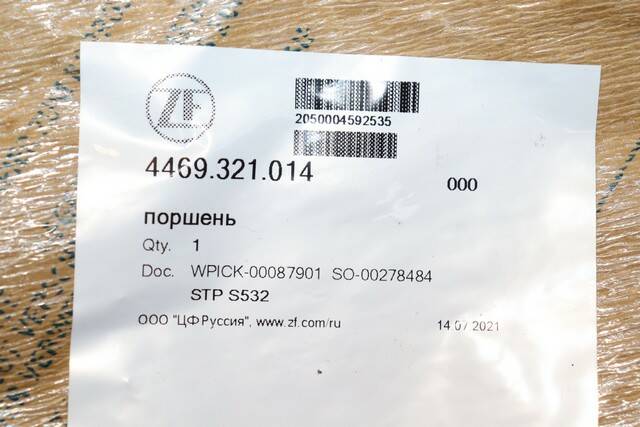 ZF
2050004592535
4469.321.014
000
поршень
Qty. 1
Doc. WPICK-00087901 SO-00278484
STP S532
ООО "ЦФ Руссия", www.zf.com/ru 14 07 2021